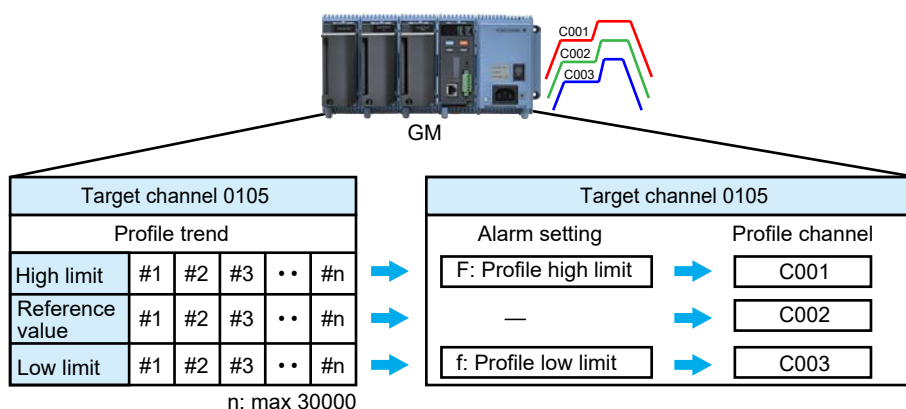 YOKOGAWA
C001
C002
C003
GM
Target channel 0105
Profile trend
High limit #1 #2 #3 •• #n
Reference value #1 #2 #3 •• #n
Low limit #1 #2 #3 •• #n
n: max 30000
Target channel 0105
Alarm setting Profile channel
F: Profile high limit C001
— C002
f: Profile low limit C003